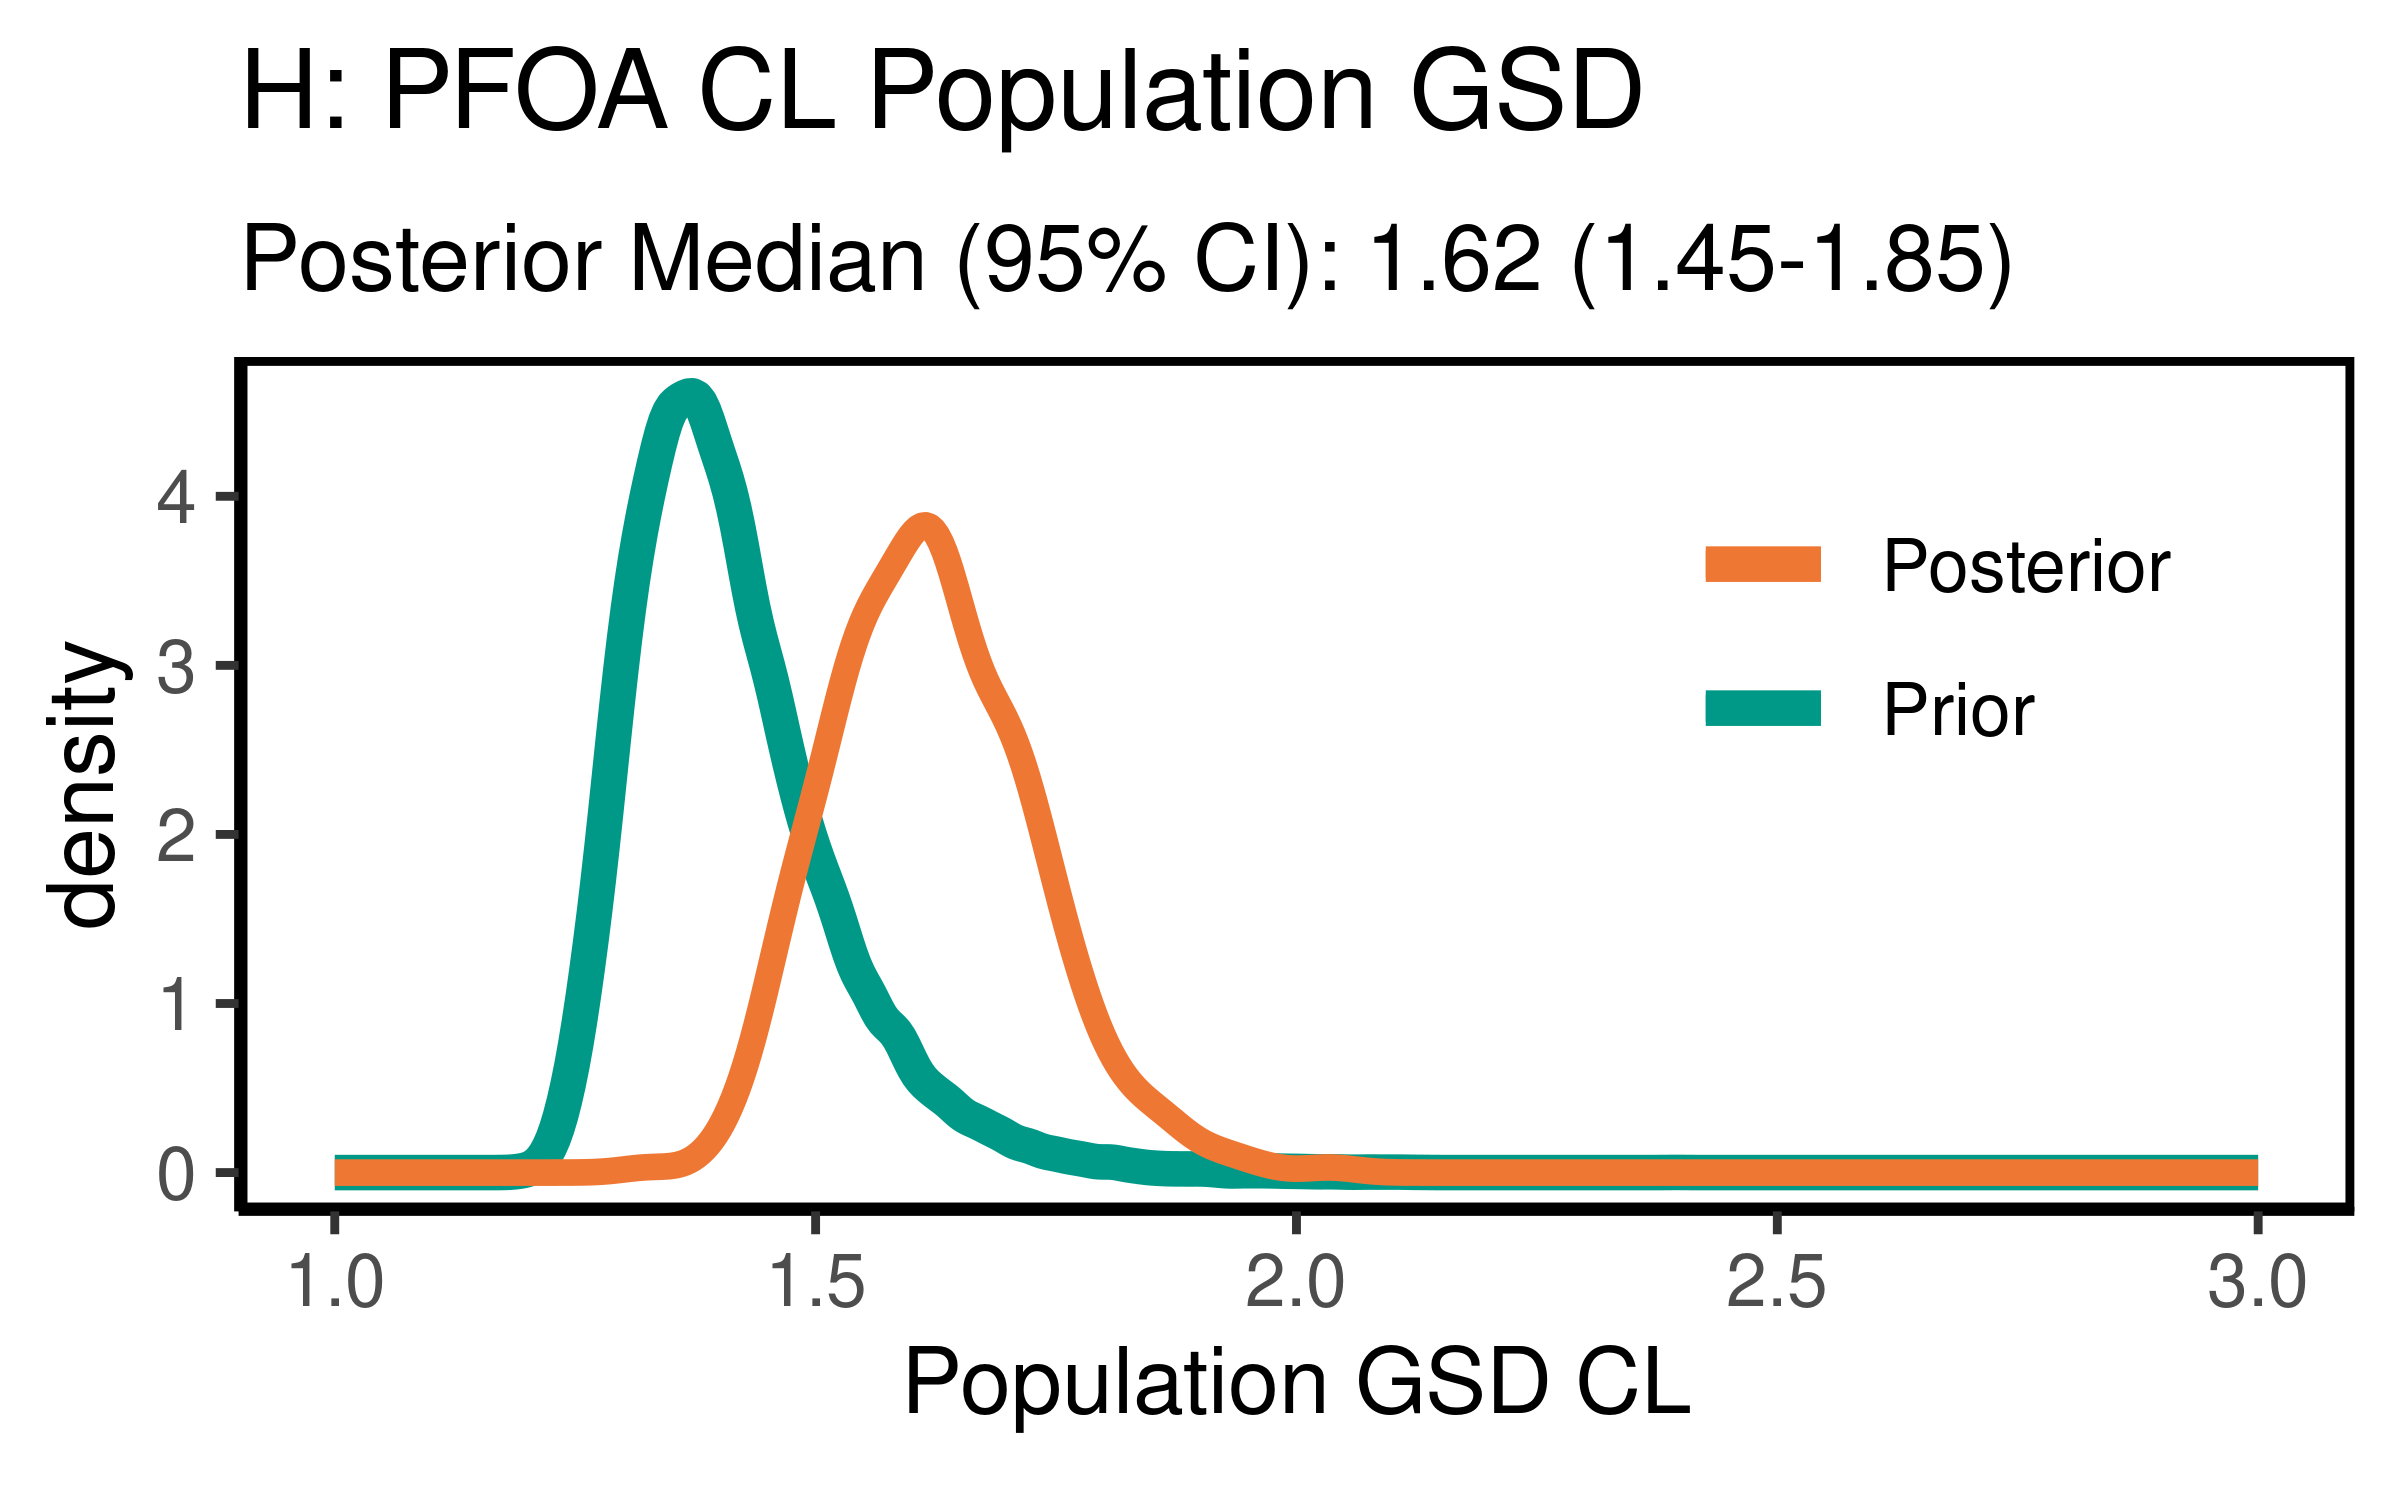 H: PFOA CL Population GSD
Posterior Median (95% CI): 1.62 (1.45-1.85)
density
4
3
2
1
0
Posterior
Prior
1.0 1.5 2.0 2.5 3.0
Population GSD CL